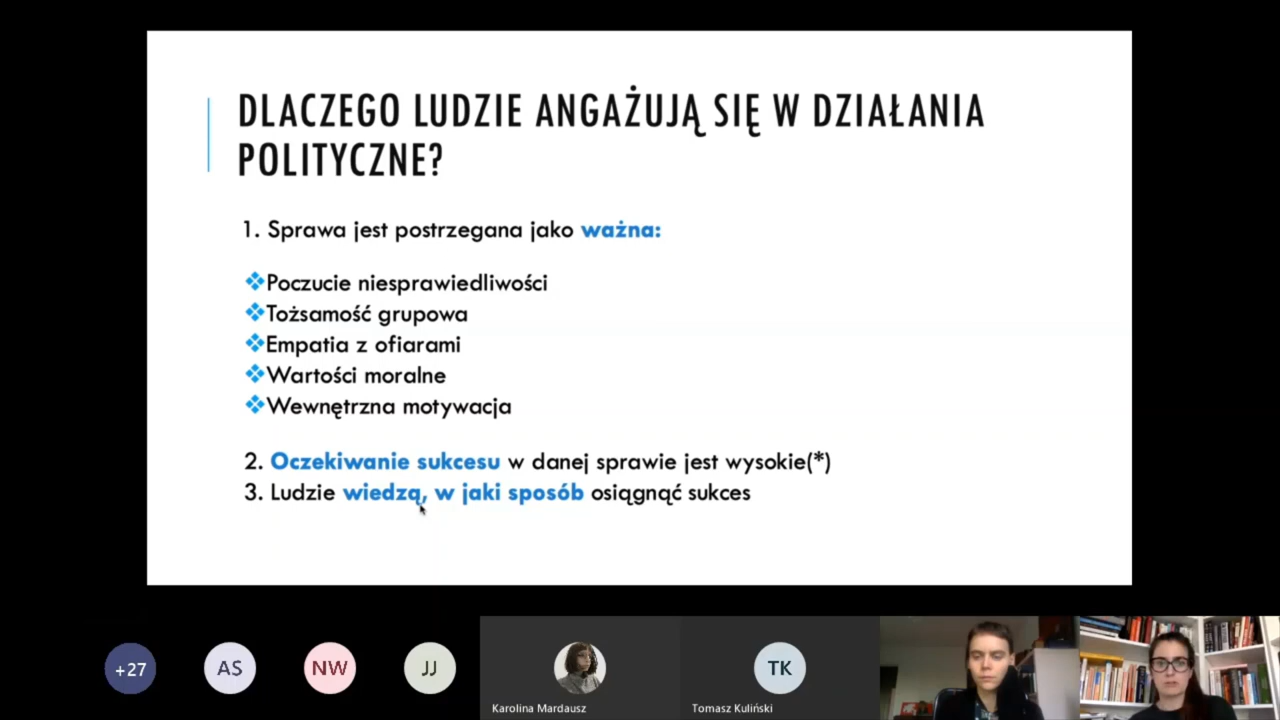 DLACZEGO LUDZIE ANGAŻUJĄ SIĘ W DZIAŁANIA
POLITYCZNE?
1. Sprawa jest postrzegana jako ważna:
❖Poczucie niesprawiedliwości
❖Tożsamość grupowa
❖Empatia z ofiarami
❖Wartości moralne
❖Wewnętrzna motywacja
2. Oczekiwanie sukcesu w danej sprawie jest wysokie(*)
3. Ludzie wiedzą, w jaki sposób osiągnąć sukces
+27
AS
NW
JJ
TK
Karolina Mardausz
Tomasz Kuliński